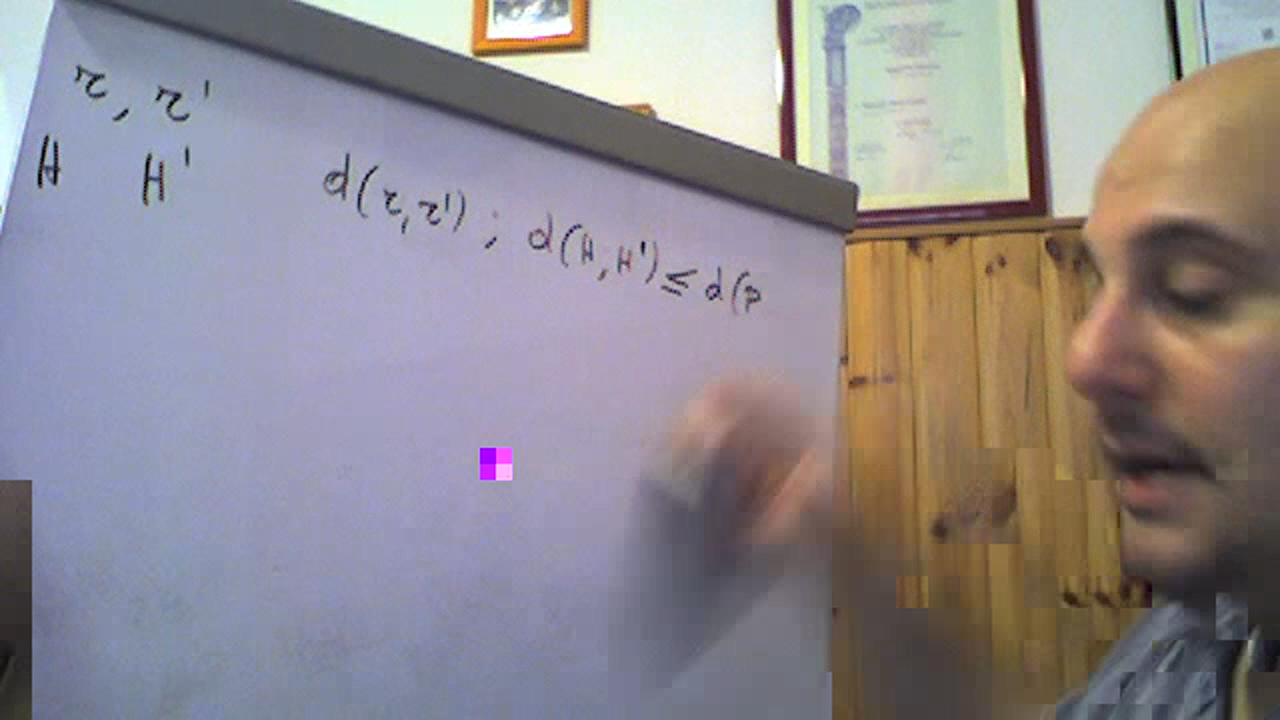 r, r'
H H'
d(r,r') ; d(H,H') ≤ d(P